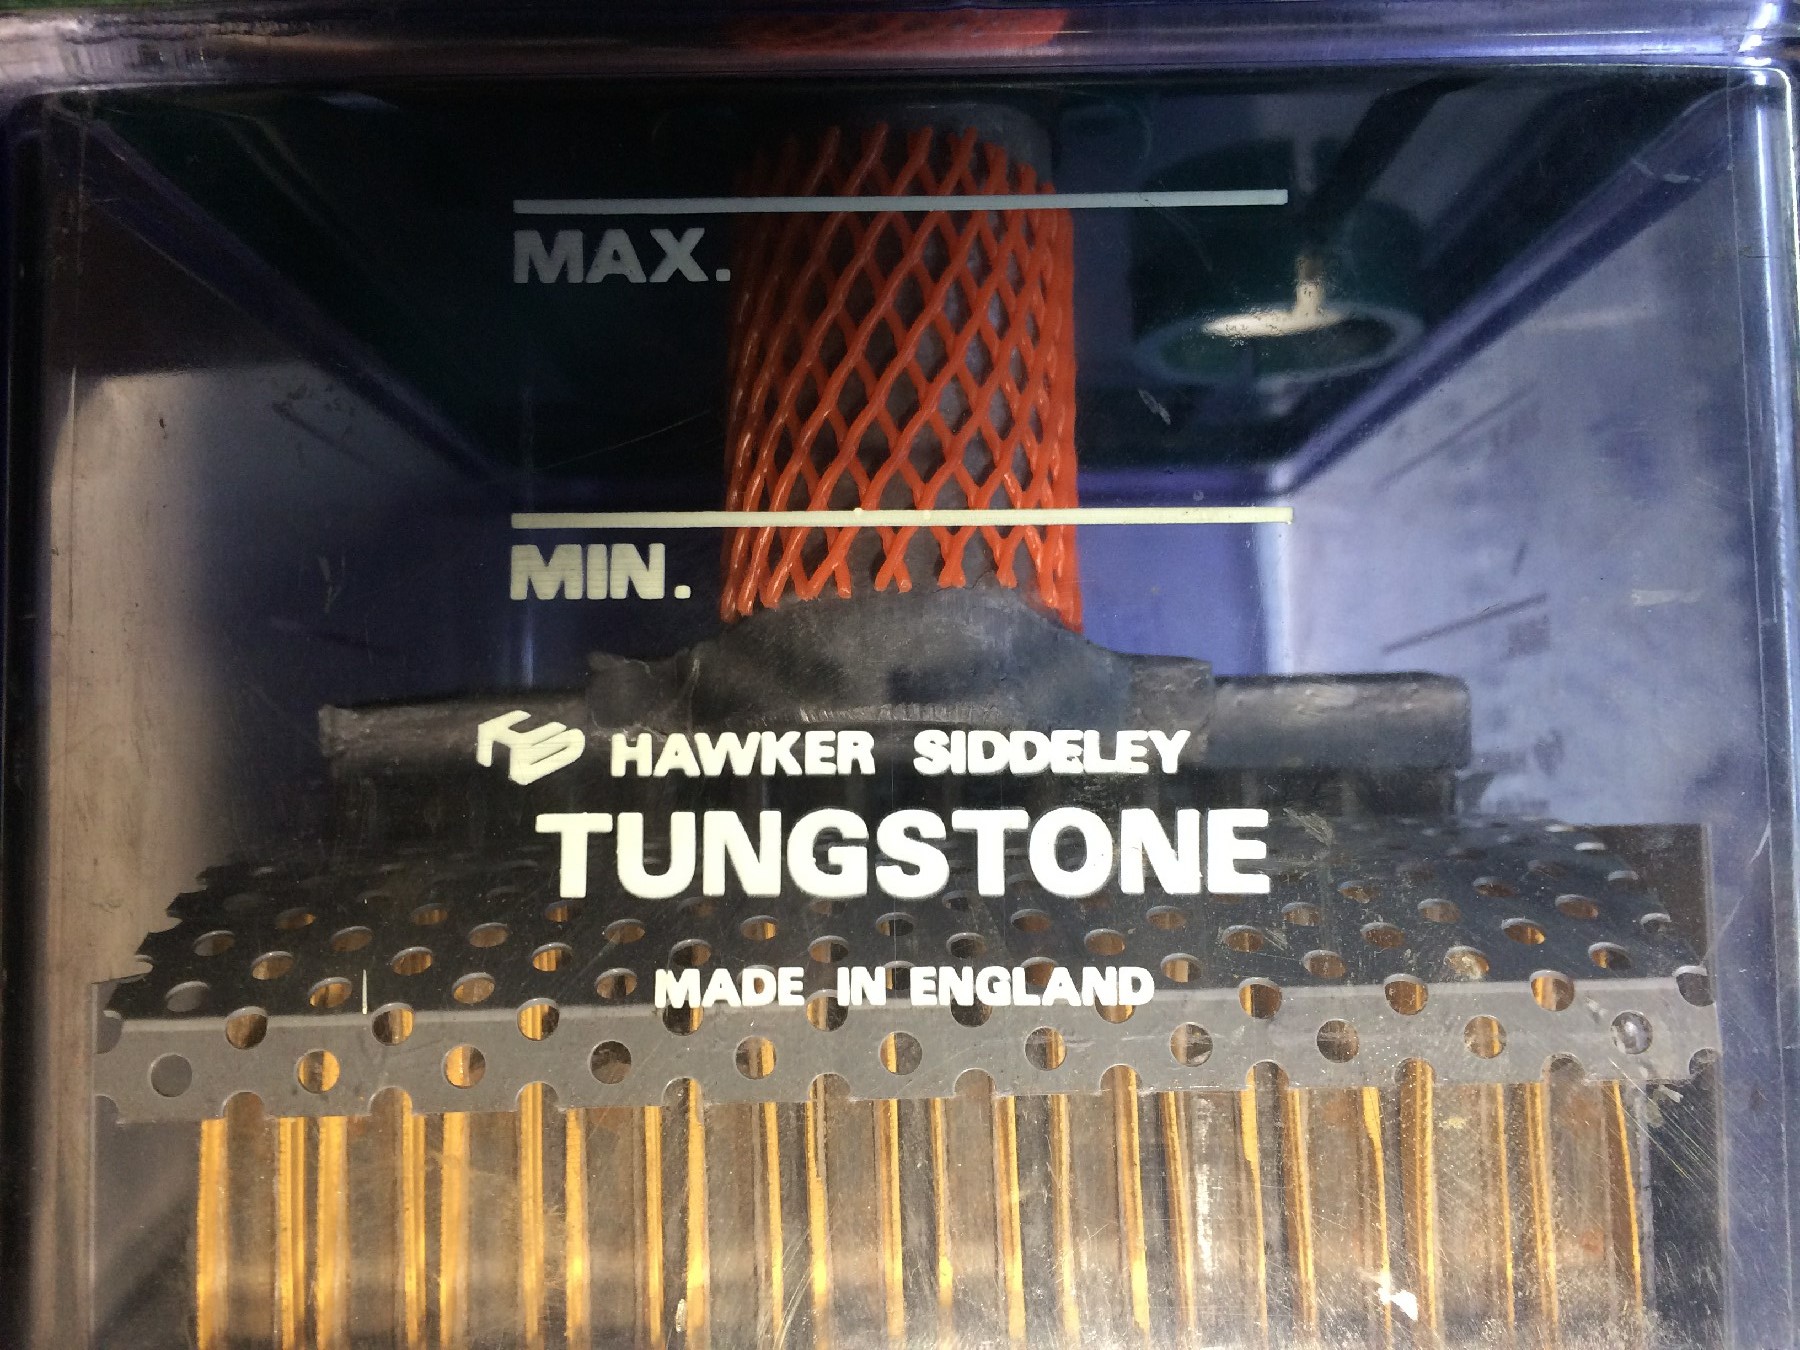 MAX.
MIN.
HAWKER SIDDELEY
TUNGSTONE
MADE IN ENGLAND